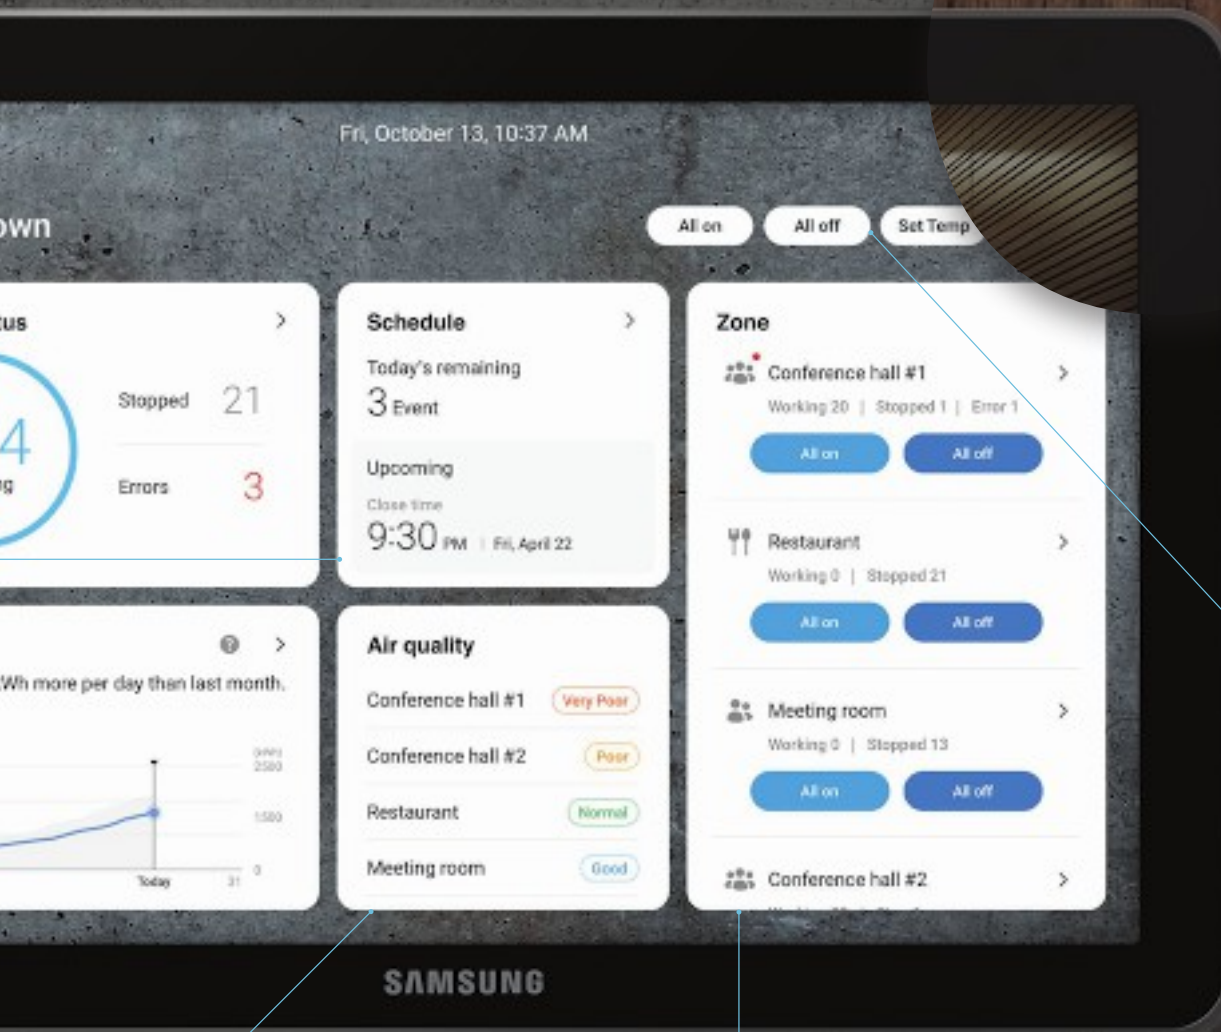 Fri, October 13, 10:37 AM
own
All on
All off
Set Temp
tus
4
ng
Stopped 21
Errors 3
Schedule
Today's remaining
3 Event
Upcoming
Close time
9:30 PM | Fri, April 22
Zone
Conference hall #1
Working 20 | Stopped 1 | Error 1
All on
All off
Restaurant
Working 0 | Stopped 21
All on
All off
Meeting room
Working 0 | Stopped 13
All on
All off
Conference hall #2
Wh more per day than last month.
2500
1500
0
Today
31
Air quality
Conference hall #1 Very Poor
Conference hall #2 Poor
Restaurant Normal
Meeting room Good
SAMSUNG